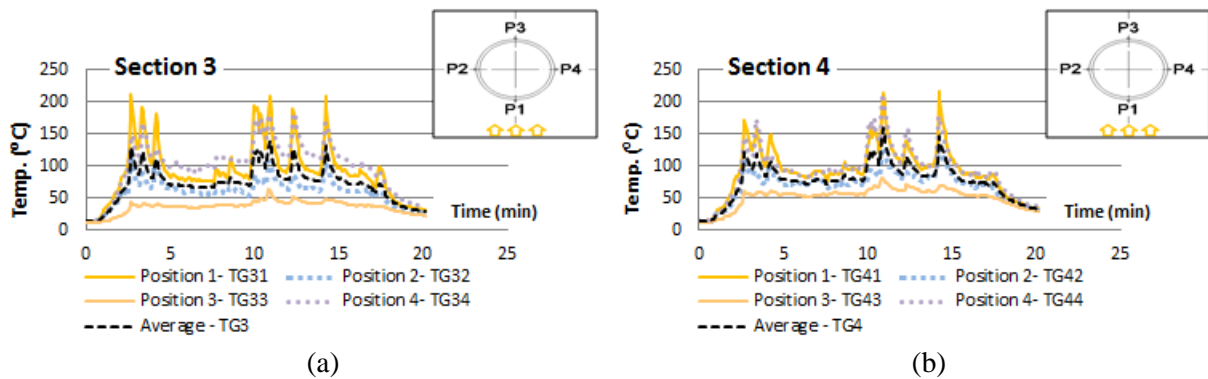 Section 3
P3
P2
P4
P1
250
200
150
100
50
0
Temp. (°C)
0 5 10 15 20 25
Time (min)
Position 1- TG31
Position 2- TG32
Position 3- TG33
Position 4- TG34
Average - TG3
(a)
Section 4
P3
P2
P4
P1
250
200
150
100
50
0
Temp. (°C)
0 5 10 15 20 25
Time (min)
Position 1- TG41
Position 2- TG42
Position 3- TG43
Position 4- TG44
Average - TG4
(b)